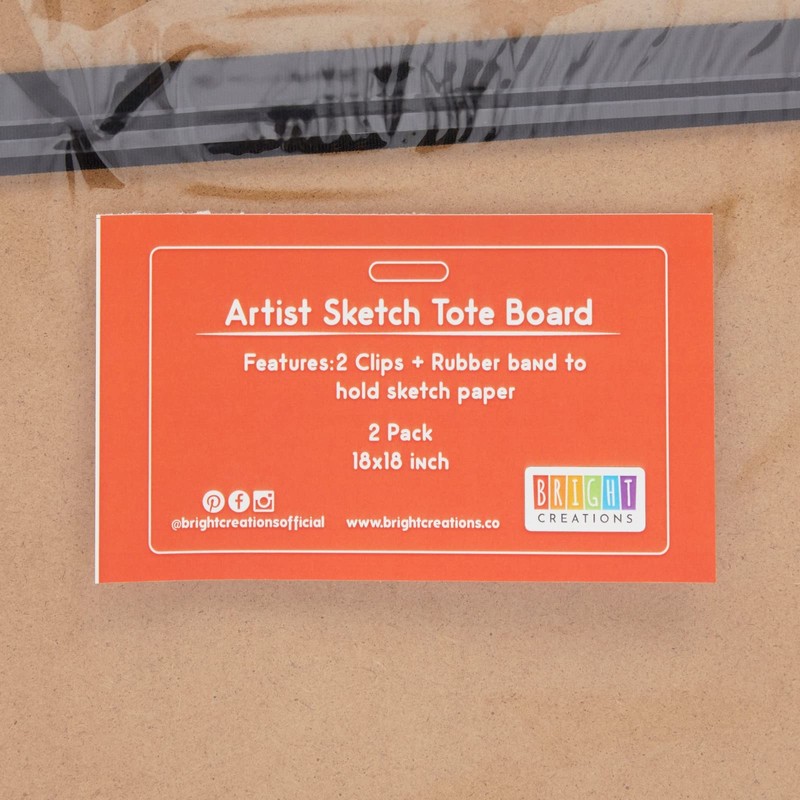 Artist Sketch Tote Board
Features:2 Clips + Rubber band to
hold sketch paper
2 Pack
18x18 inch
@brightcreationsofficial www.brightcreations.co
BRIGHT
CREATIONS